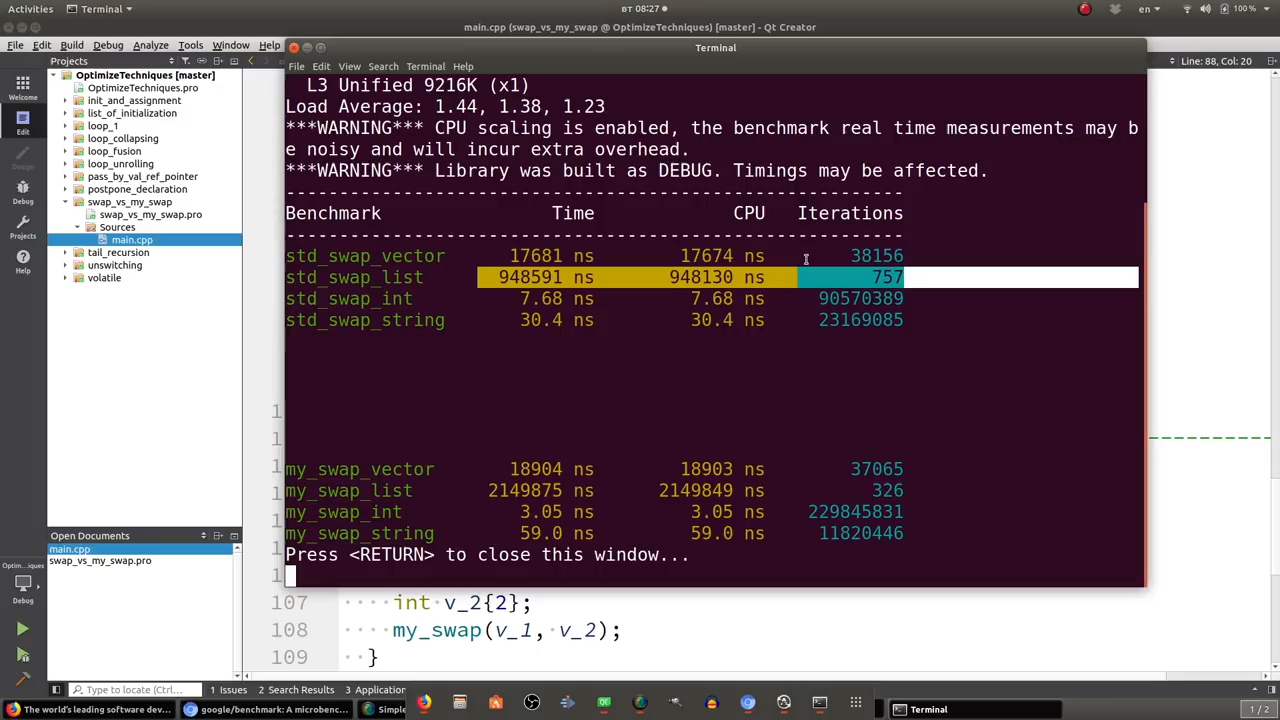 Activities
Terminal
вт 08:27
en
100 %
main.cpp (swap_vs_my_swap @ OptimizeTechniques) [master] - Qt Creator
File Edit Build Debug Analyze Tools Window Help
Terminal
Projects
Line: 88, Col: 20
File Edit View Search Terminal Help
OptimizeTechniques [master]
OptimizeTechniques.pro
init_and_assignment
list_of_initialization
loop_1
loop_collapsing
loop_fusion
loop_unrolling
pass_by_val_ref_pointer
postpone_declaration
swap_vs_my_swap
swap_vs_my_swap.pro
Sources
main.cpp
tail_recursion
unswitching
volatile
Welcome
Edit
Design
Debug
Projects
Help
L3 Unified 9216K (x1)
Load Average: 1.44, 1.38, 1.23
***WARNING*** CPU scaling is enabled, the benchmark real time measurements may b
e noisy and will incur extra overhead.
***WARNING*** Library was built as DEBUG. Timings may be affected.
----------------------------------------------------------
Benchmark Time CPU Iterations
----------------------------------------------------------
std_swap_vector 17681 ns 17674 ns 38156
std_swap_list 948591 ns 948130 ns 757
std_swap_int 7.68 ns 7.68 ns 90570389
std_swap_string 30.4 ns 30.4 ns 23169085
my_swap_vector 18904 ns 18903 ns 37065
my_swap_list 2149875 ns 2149849 ns 326
my_swap_int 3.05 ns 3.05 ns 229845831
my_swap_string 59.0 ns 59.0 ns 11820446
Press <RETURN> to close this window...
Open Documents
main.cpp
swap_vs_my_swap.pro
Optim...iques
Debug
107 int v_2{2};
108 my_swap(v_1, v_2);
109 }
Type to locate (Ctrl...
1 Issues 2 Search Results 3 Application
The world's leading software dev...
google/benchmark: A microbenc...
Simple
Terminal
1 / 2